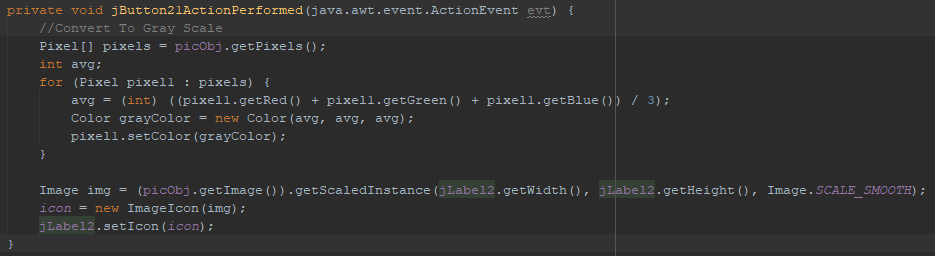 private void jButton21ActionPerformed(java.awt.event.ActionEvent evt) {
//Convert To Gray Scale
Pixel[] pixels = picObj.getPixels();
int avg;
for (Pixel pixel1 : pixels) {
avg = (int) ((pixel1.getRed() + pixel1.getGreen() + pixel1.getBlue()) / 3);
Color grayColor = new Color(avg, avg, avg);
pixel1.setColor(grayColor);
}
Image img = (picObj.getImage()).getScaledInstance(jLabel2.getWidth(), jLabel2.getHeight(), Image.SCALE_SMOOTH);
icon = new ImageIcon(img);
jLabel2.setIcon(icon);
}